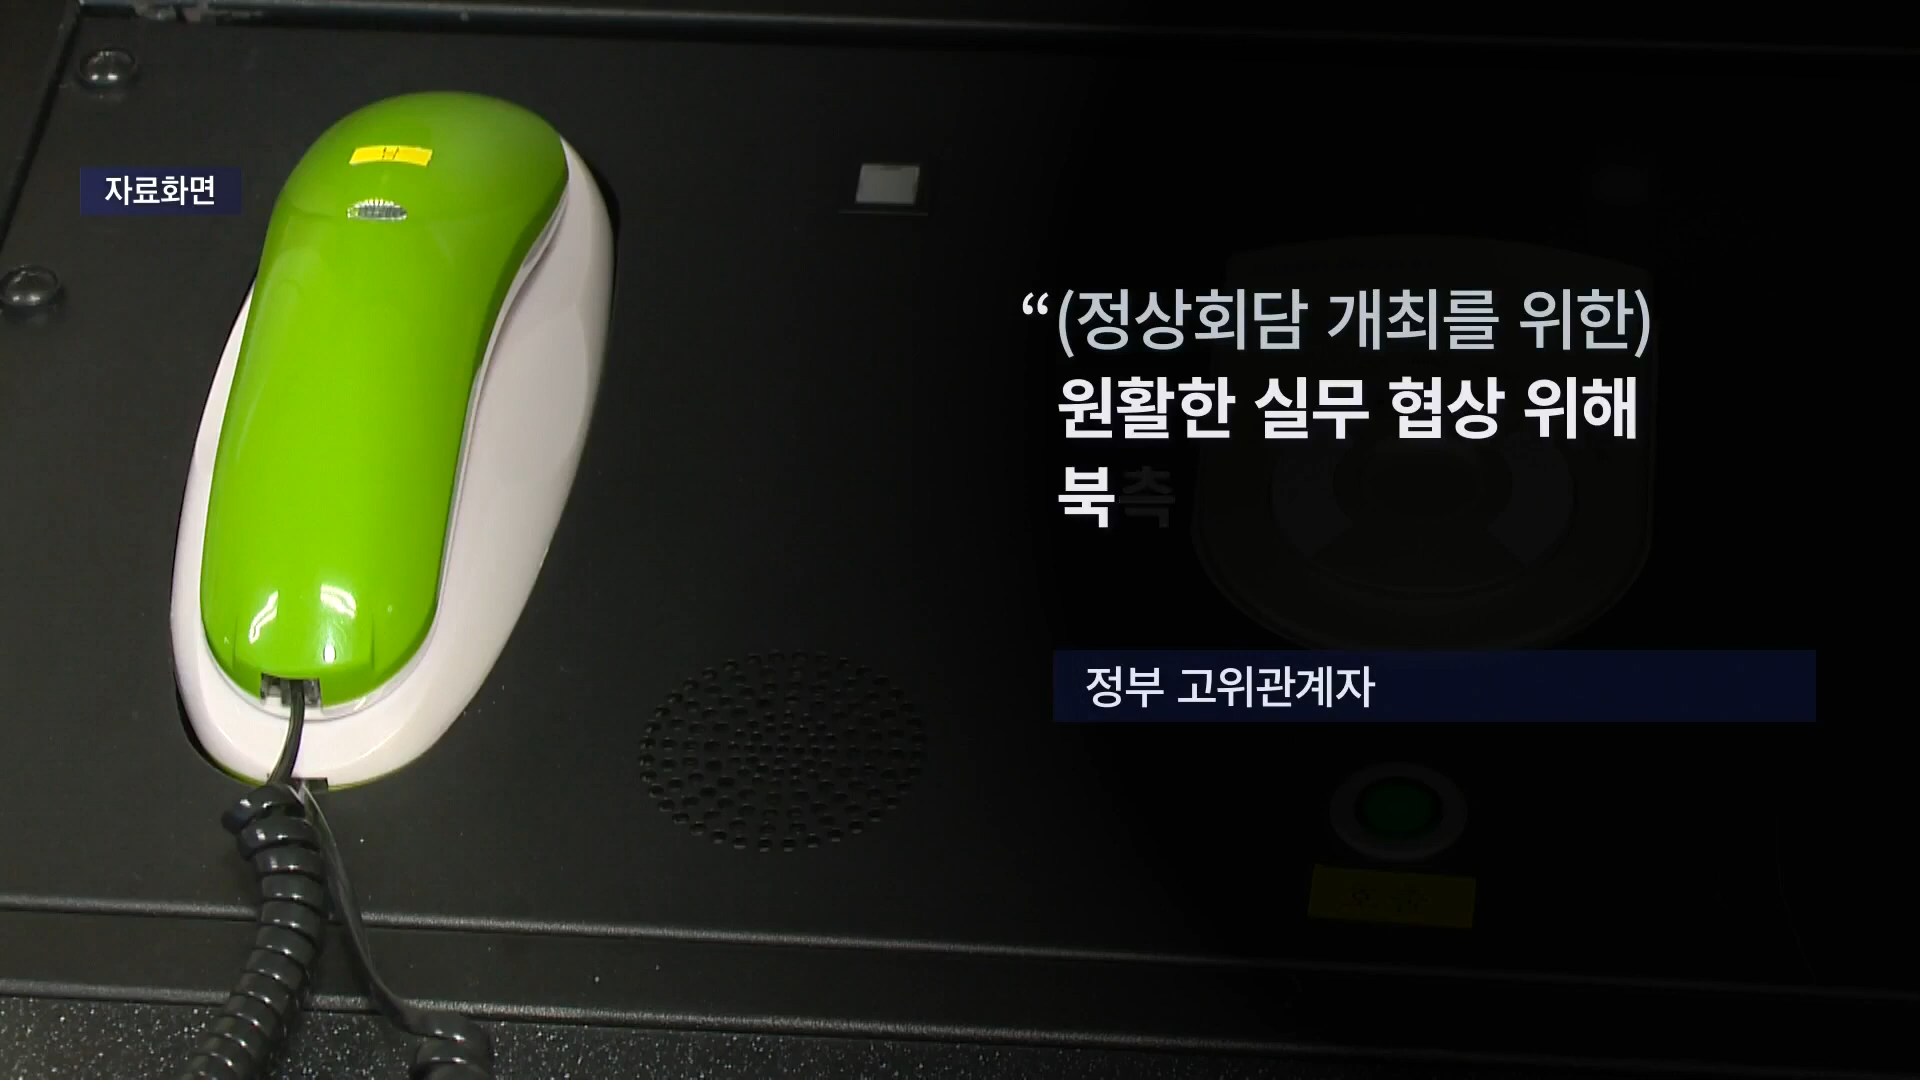 자료화면
“(정상회담 개최를 위한)
원활한 실무 협상 위해
북측
정부 고위관계자